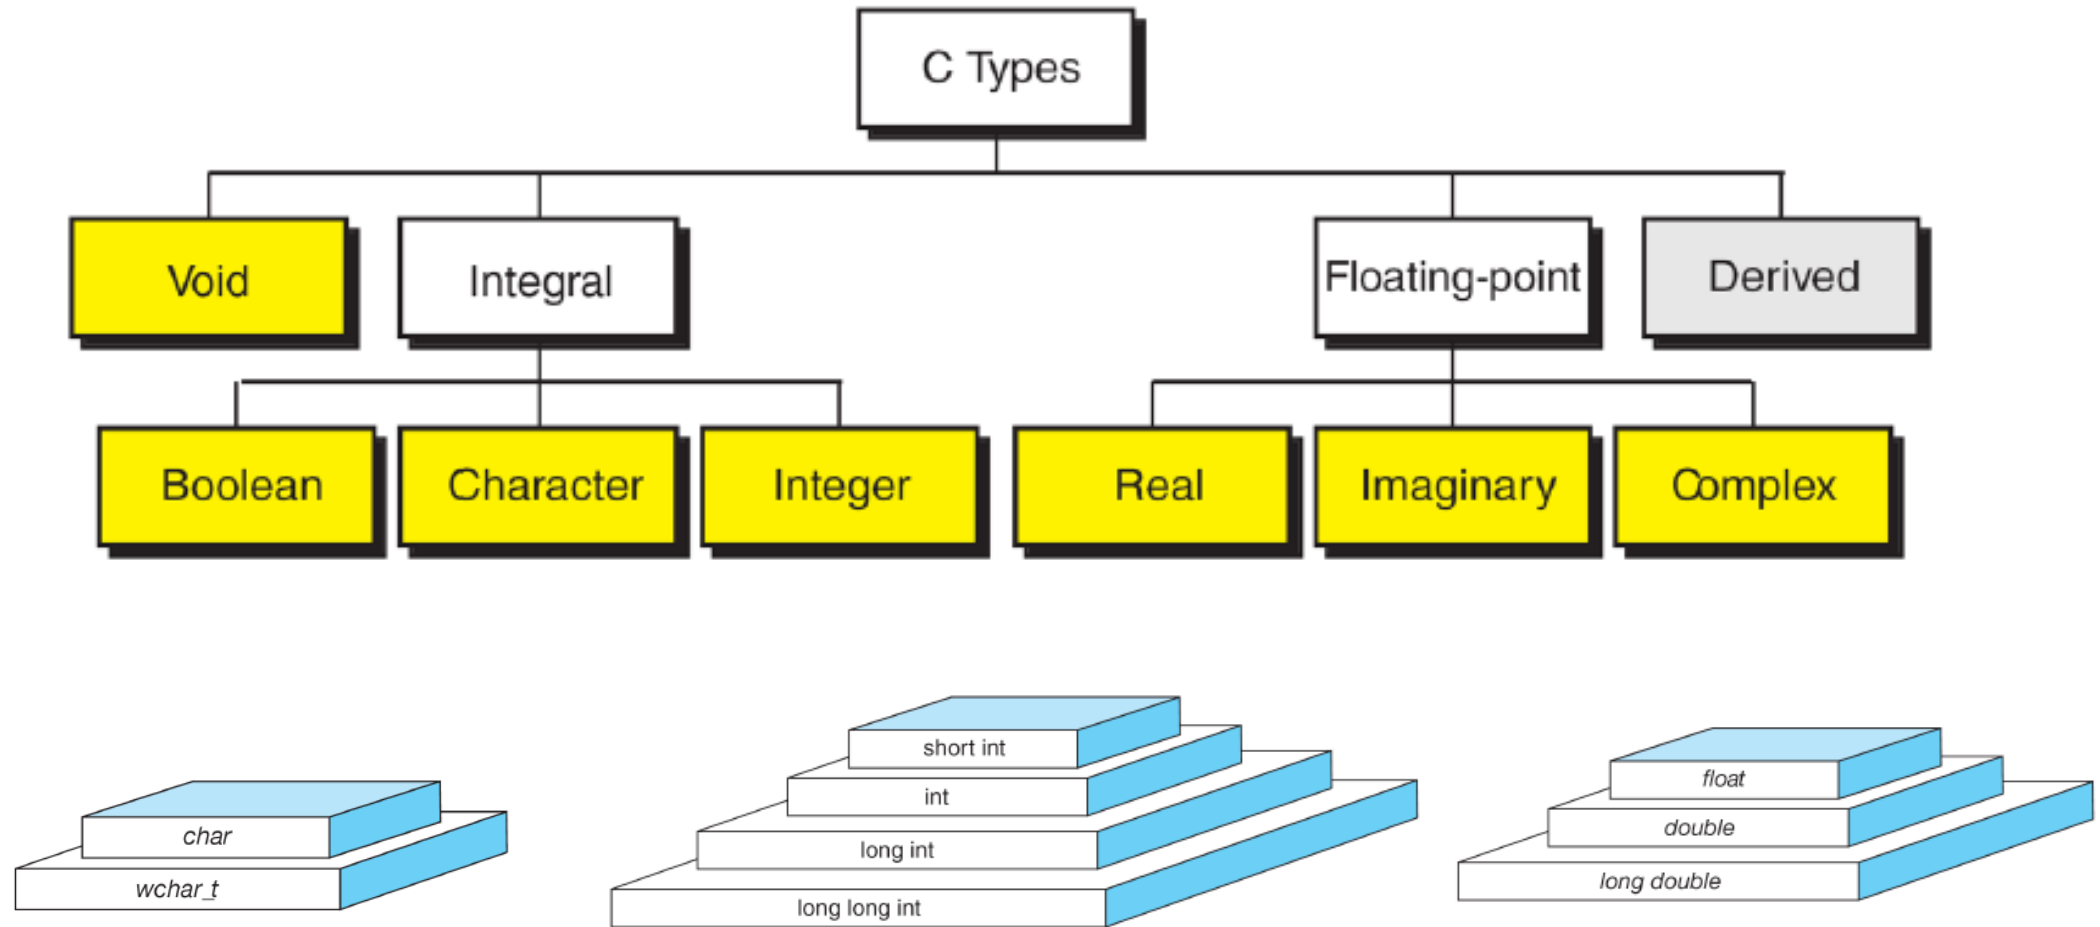 C Types
Void
Integral
Floating-point
Derived
Boolean
Character
Integer
Real
Imaginary
Complex
char
wchar_t
short int
int
long int
long long int
float
double
long double